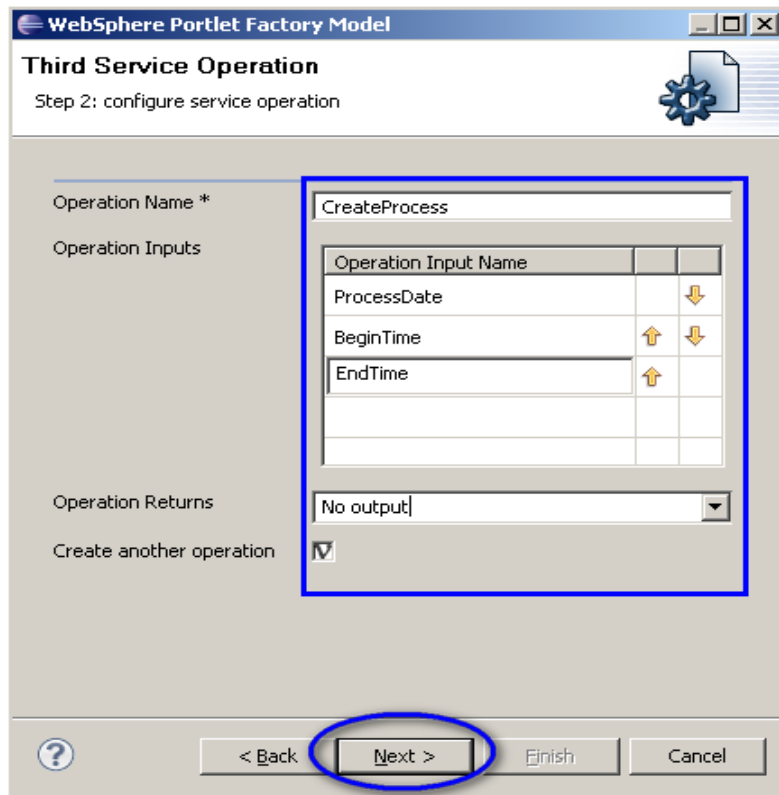 WebSphere Portlet Factory Model
Third Service Operation
Step 2: configure service operation
Operation Name * CreateProcess
Operation Inputs
Operation Input Name
ProcessDate
BeginTime
EndTime
Operation Returns No output
Create another operation
? < Back Next > Finish Cancel